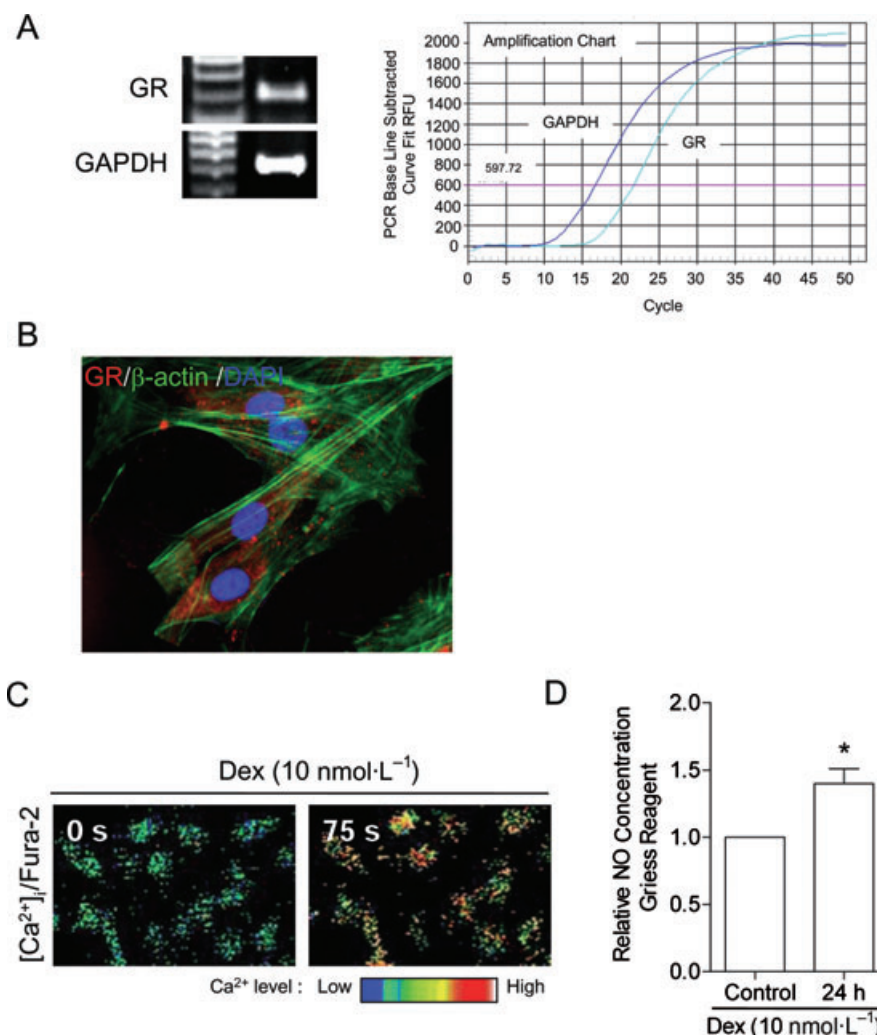 A
GR
GAPDH
Amplification Chart
PCR Base Line Subtracted
Curve Fit RFU
2000
1800
1600
1400
1200
1000
800
600
400
200
0
597.72
GAPDH
GR
0 5 10 15 20 25 30 35 40 45 50
Cycle
B
GR/β-actin /DAPI
C
Dex (10 nmol·L⁻¹)
[Ca²⁺]ᵢ/Fura-2
0 s
75 s
Ca²⁺ level : Low High
D
Relative NO Concentration
Griess Reagent
2.0
1.5
1.0
0.5
0.0
*
Control 24 h
Dex (10 nmol·L⁻¹)